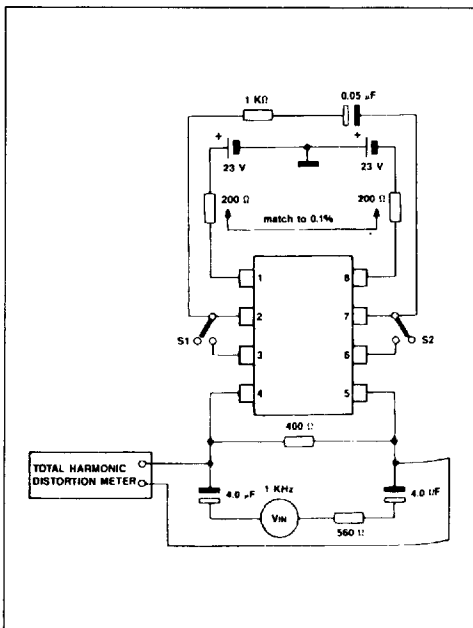 1 KΩ
0.05 µF
+
+
23 V
23 V
200 Ω
200 Ω
match to 0.1%
1
8
2
7
S1
S2
3
6
4
5
400 Ω
TOTAL HARMONIC
DISTORTION METER
4.0 µF
1 KHz
4.0 µF
VIN
560 Ω